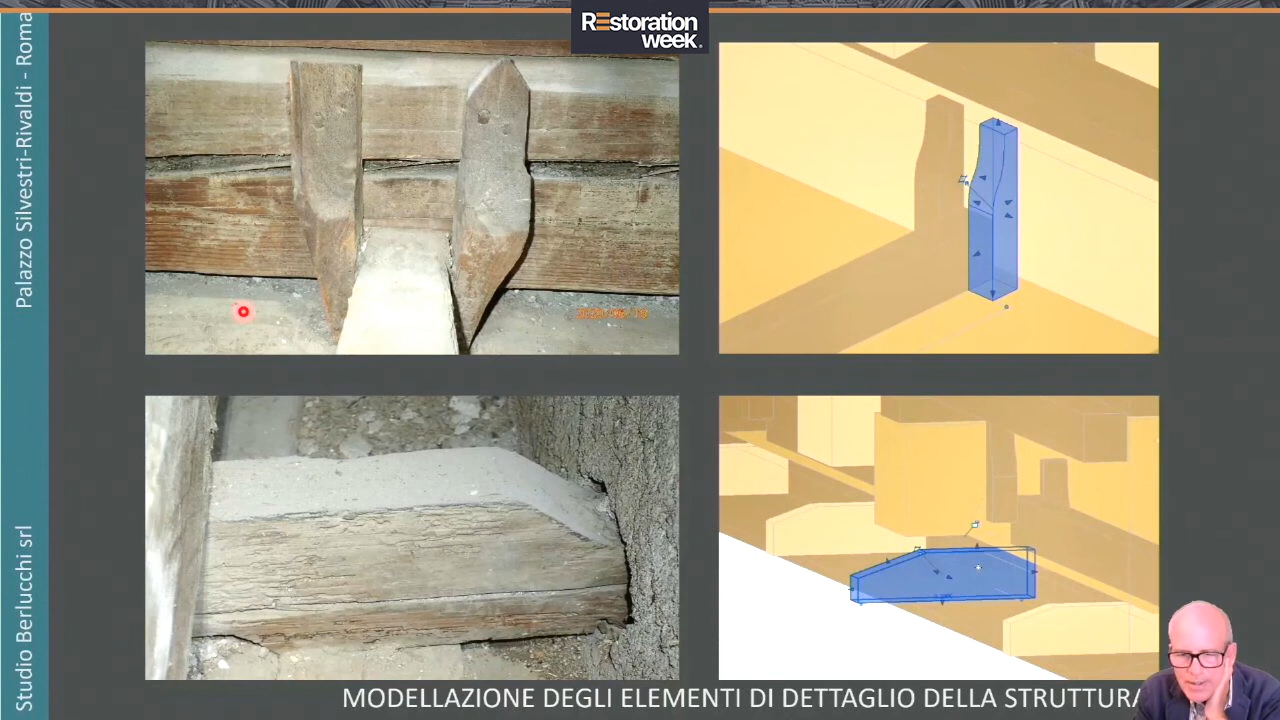 REstoration
week.
Palazzo Silvestri-Rivaldi - Roma
Studio Berlucchi srl
MODELLAZIONE DEGLI ELEMENTI DI DETTAGLIO DELLA STRUTTURA